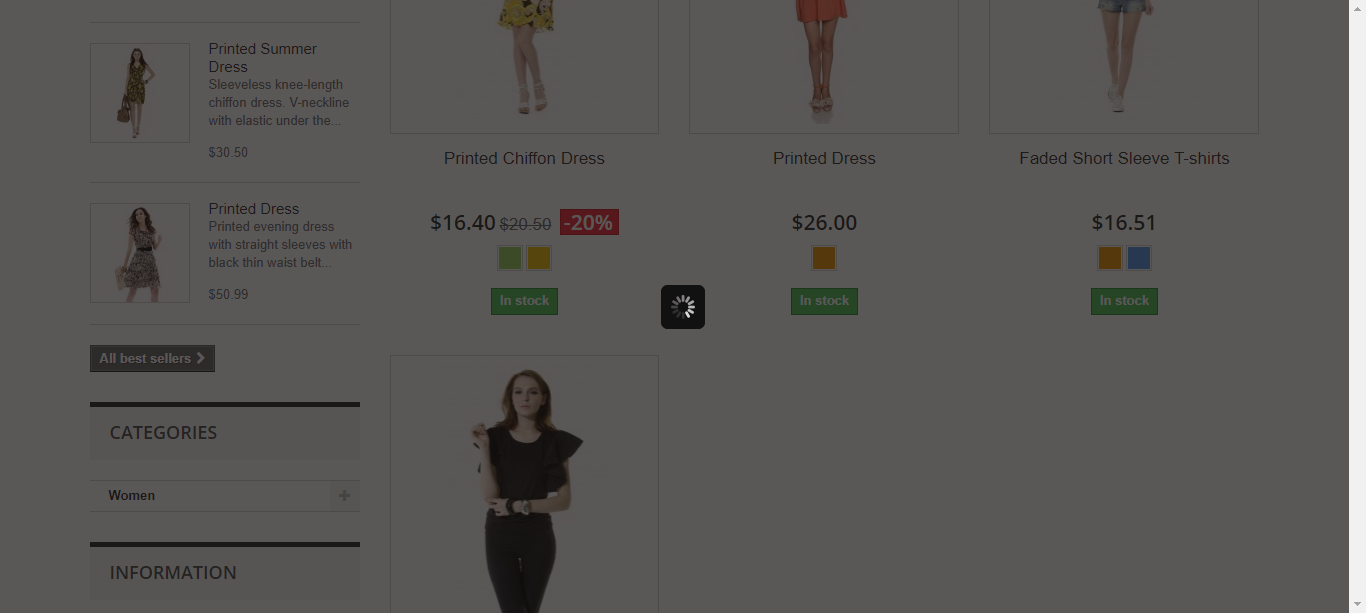 Printed Summer
Dress
Sleeveless knee-length
chiffon dress. V-neckline
with elastic under the...
$30.50
Printed Dress
Printed evening dress
with straight sleeves with
black thin waist belt...
$50.99
All best sellers
CATEGORIES
Women
INFORMATION
Printed Chiffon Dress
$16.40 $20.50 -20%
In stock
Printed Dress
$26.00
In stock
Faded Short Sleeve T-shirts
$16.51
In stock